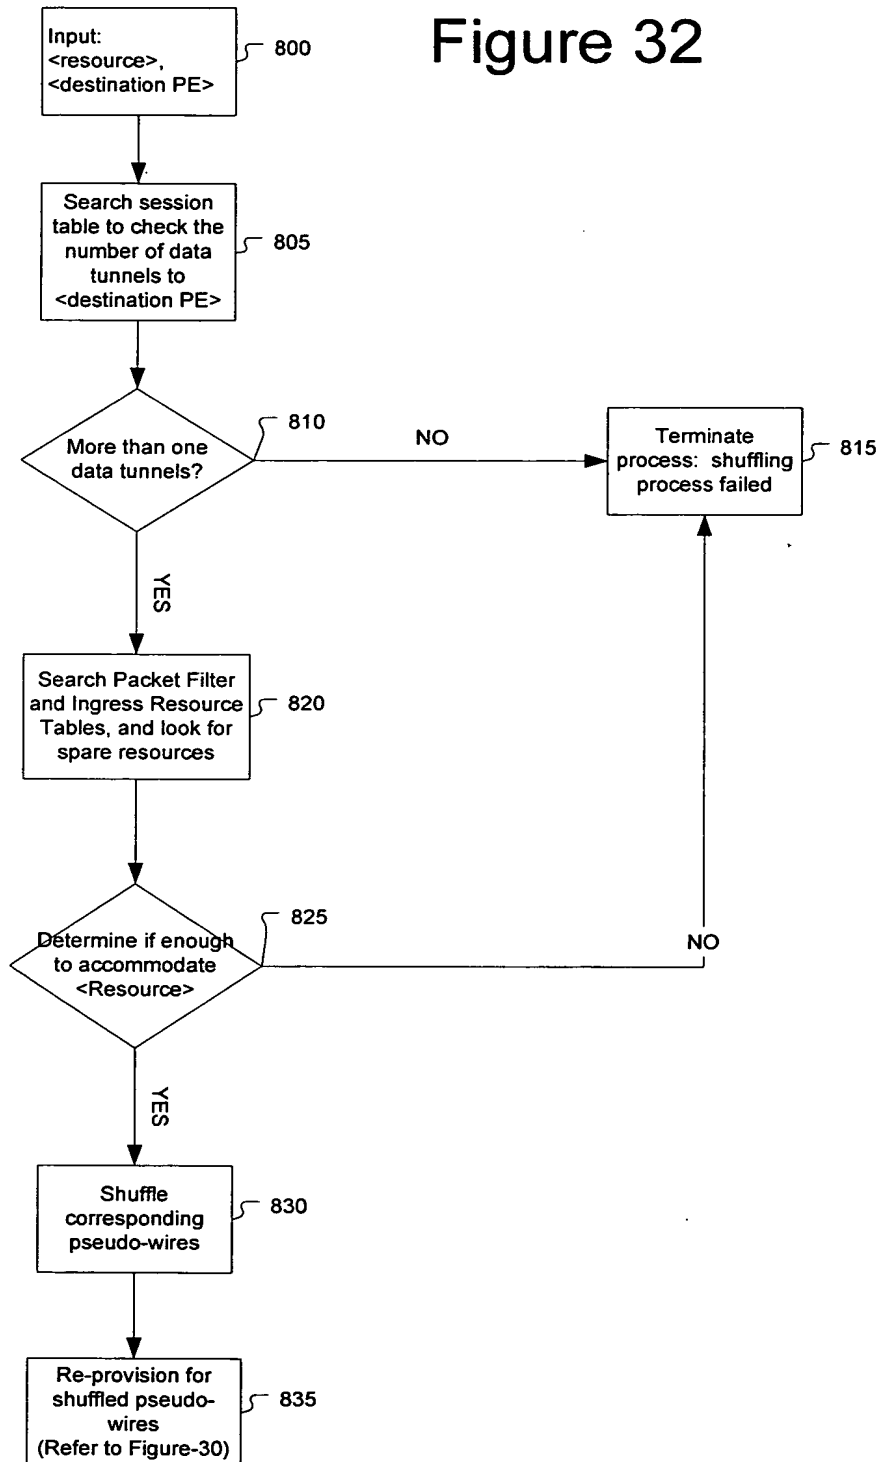 Figure 32
Input:
<resource>,
<destination PE>
800
Search session
table to check the
number of data
tunnels to
<destination PE>
805
More than one
data tunnels?
810
NO
Terminate
process: shuffling
process failed
815
YES
Search Packet Filter
and Ingress Resource
Tables, and look for
spare resources
820
Determine if enough
to accommodate
<Resource>
825
NO
YES
Shuffle
corresponding
pseudo-wires
830
Re-provision for
shuffled pseudo-
wires
(Refer to Figure-30)
835